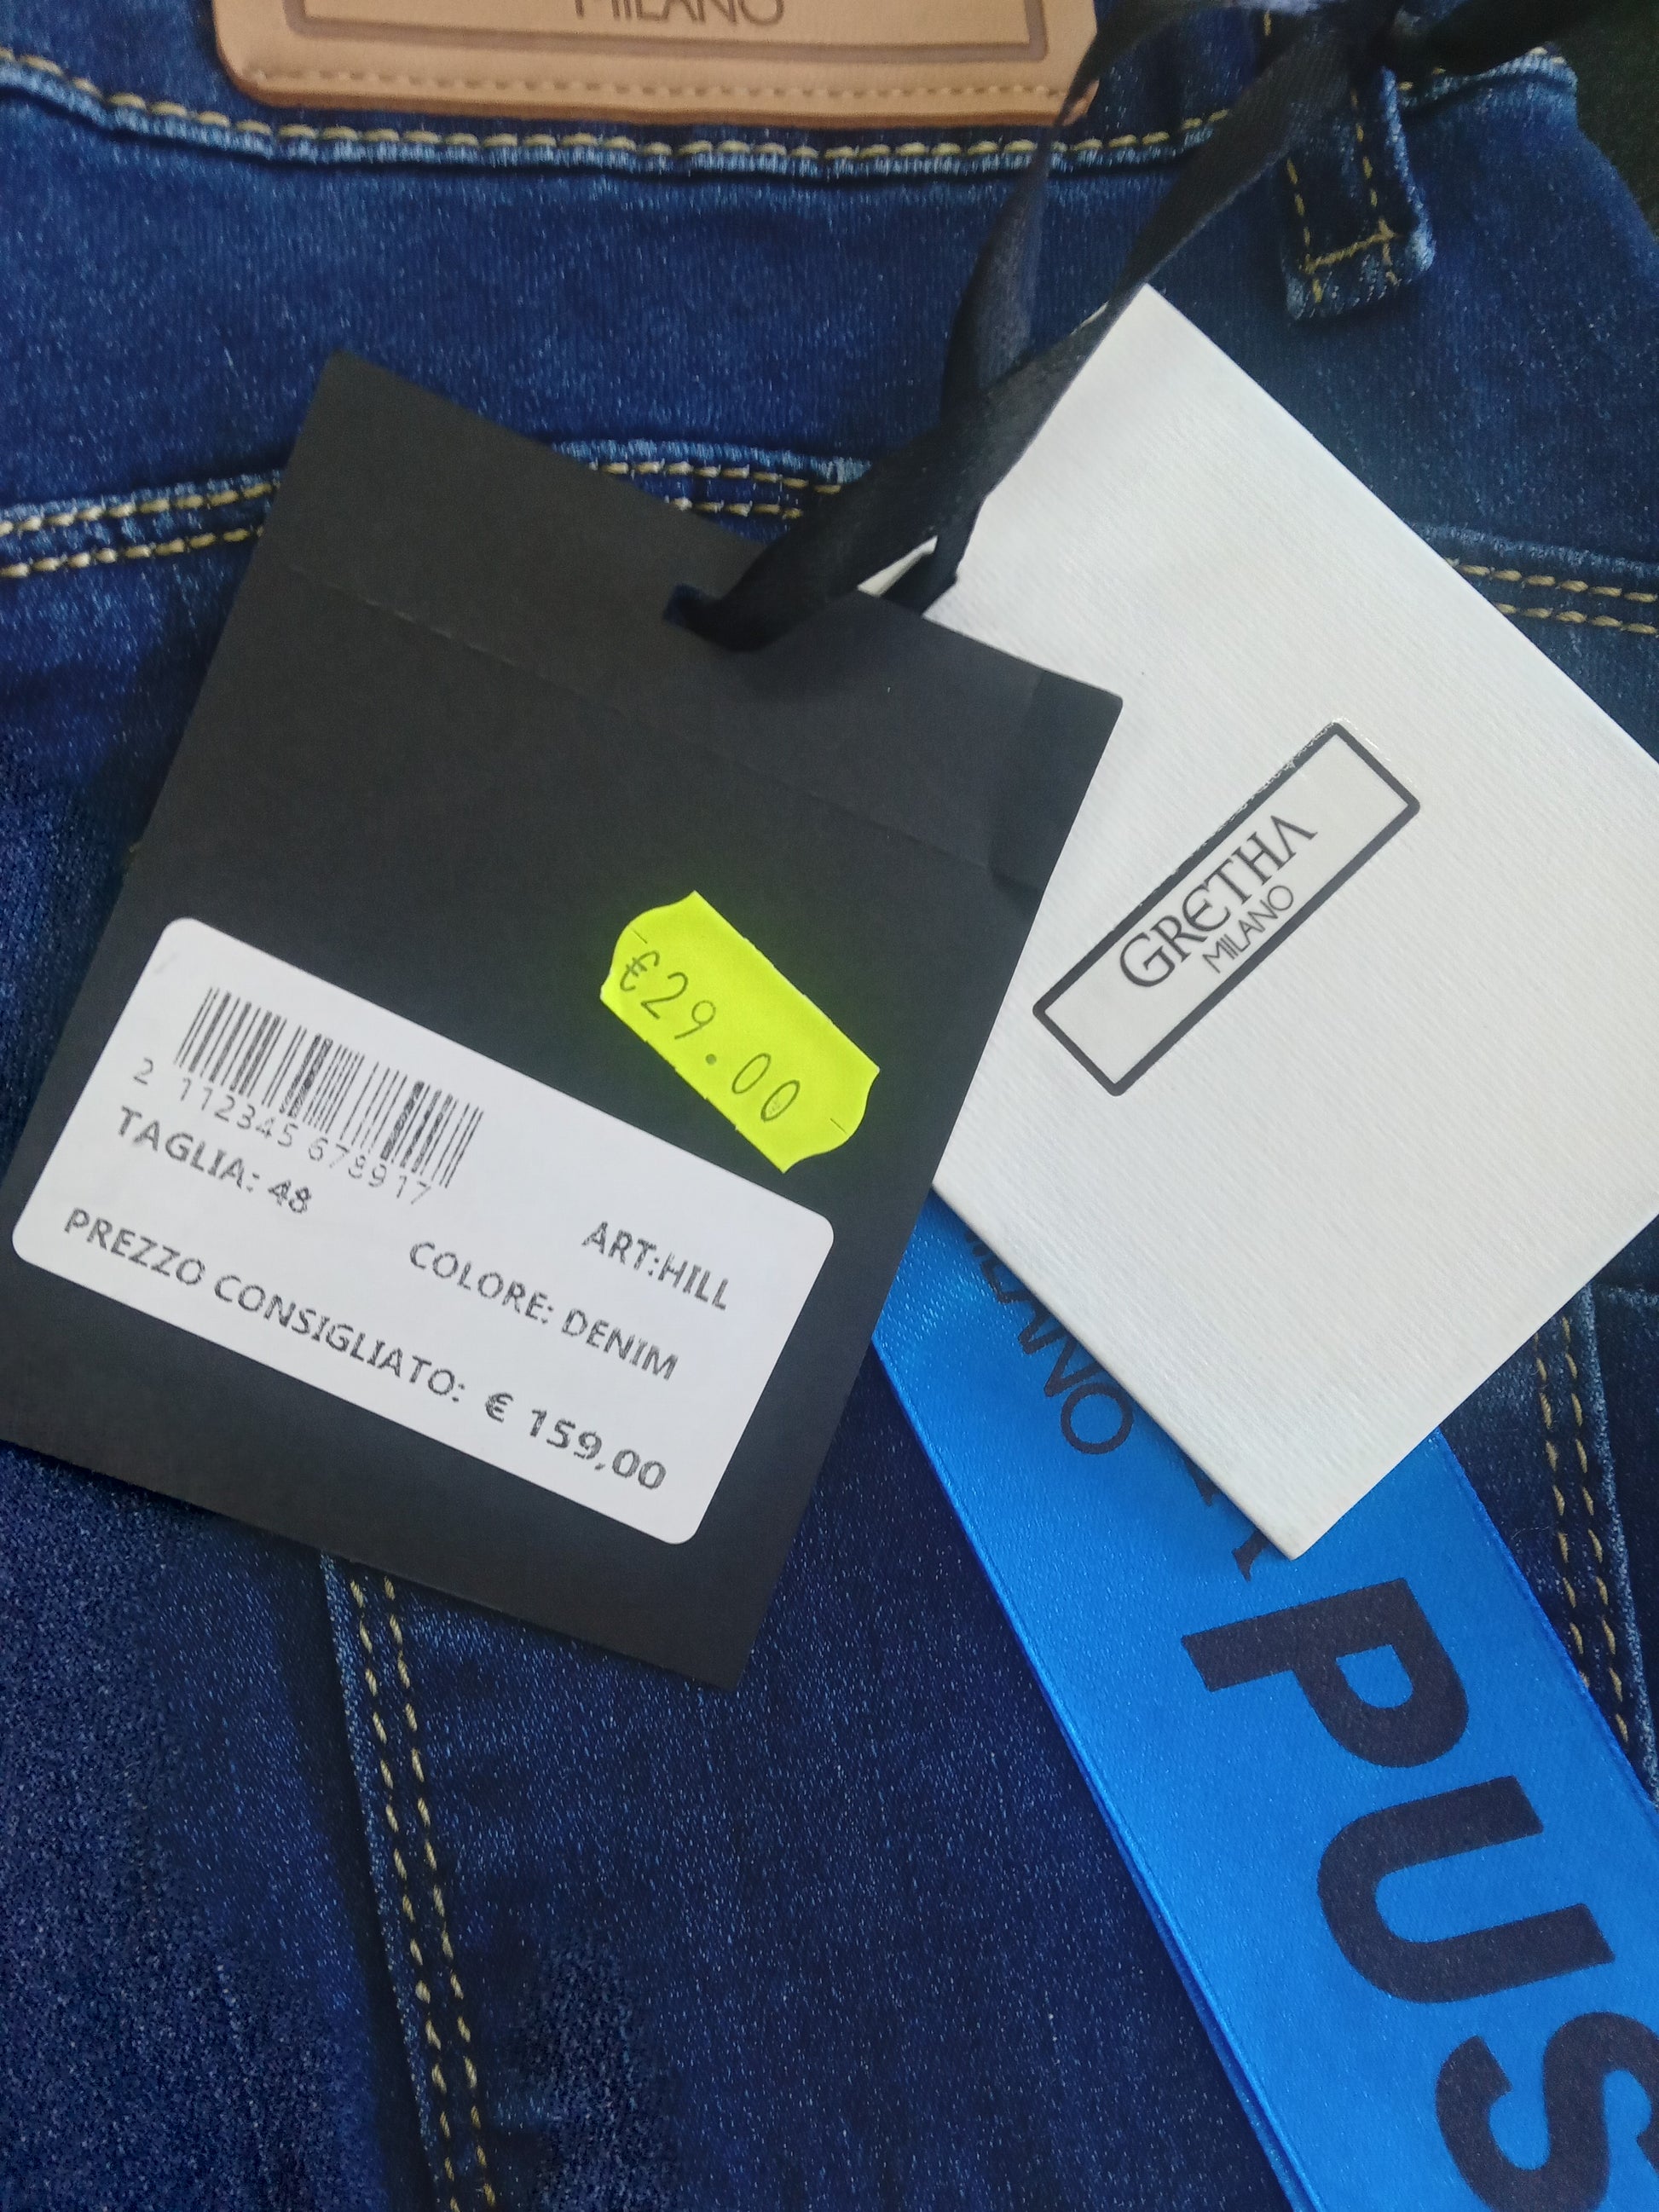 MILANO
GRETHA
MILANO
€29.00
2 112345 678917
TAGLIA: 48
ART:HILL
COLORE: DENIM
PREZZO CONSIGLIATO: € 159,00
MILANO
PUS